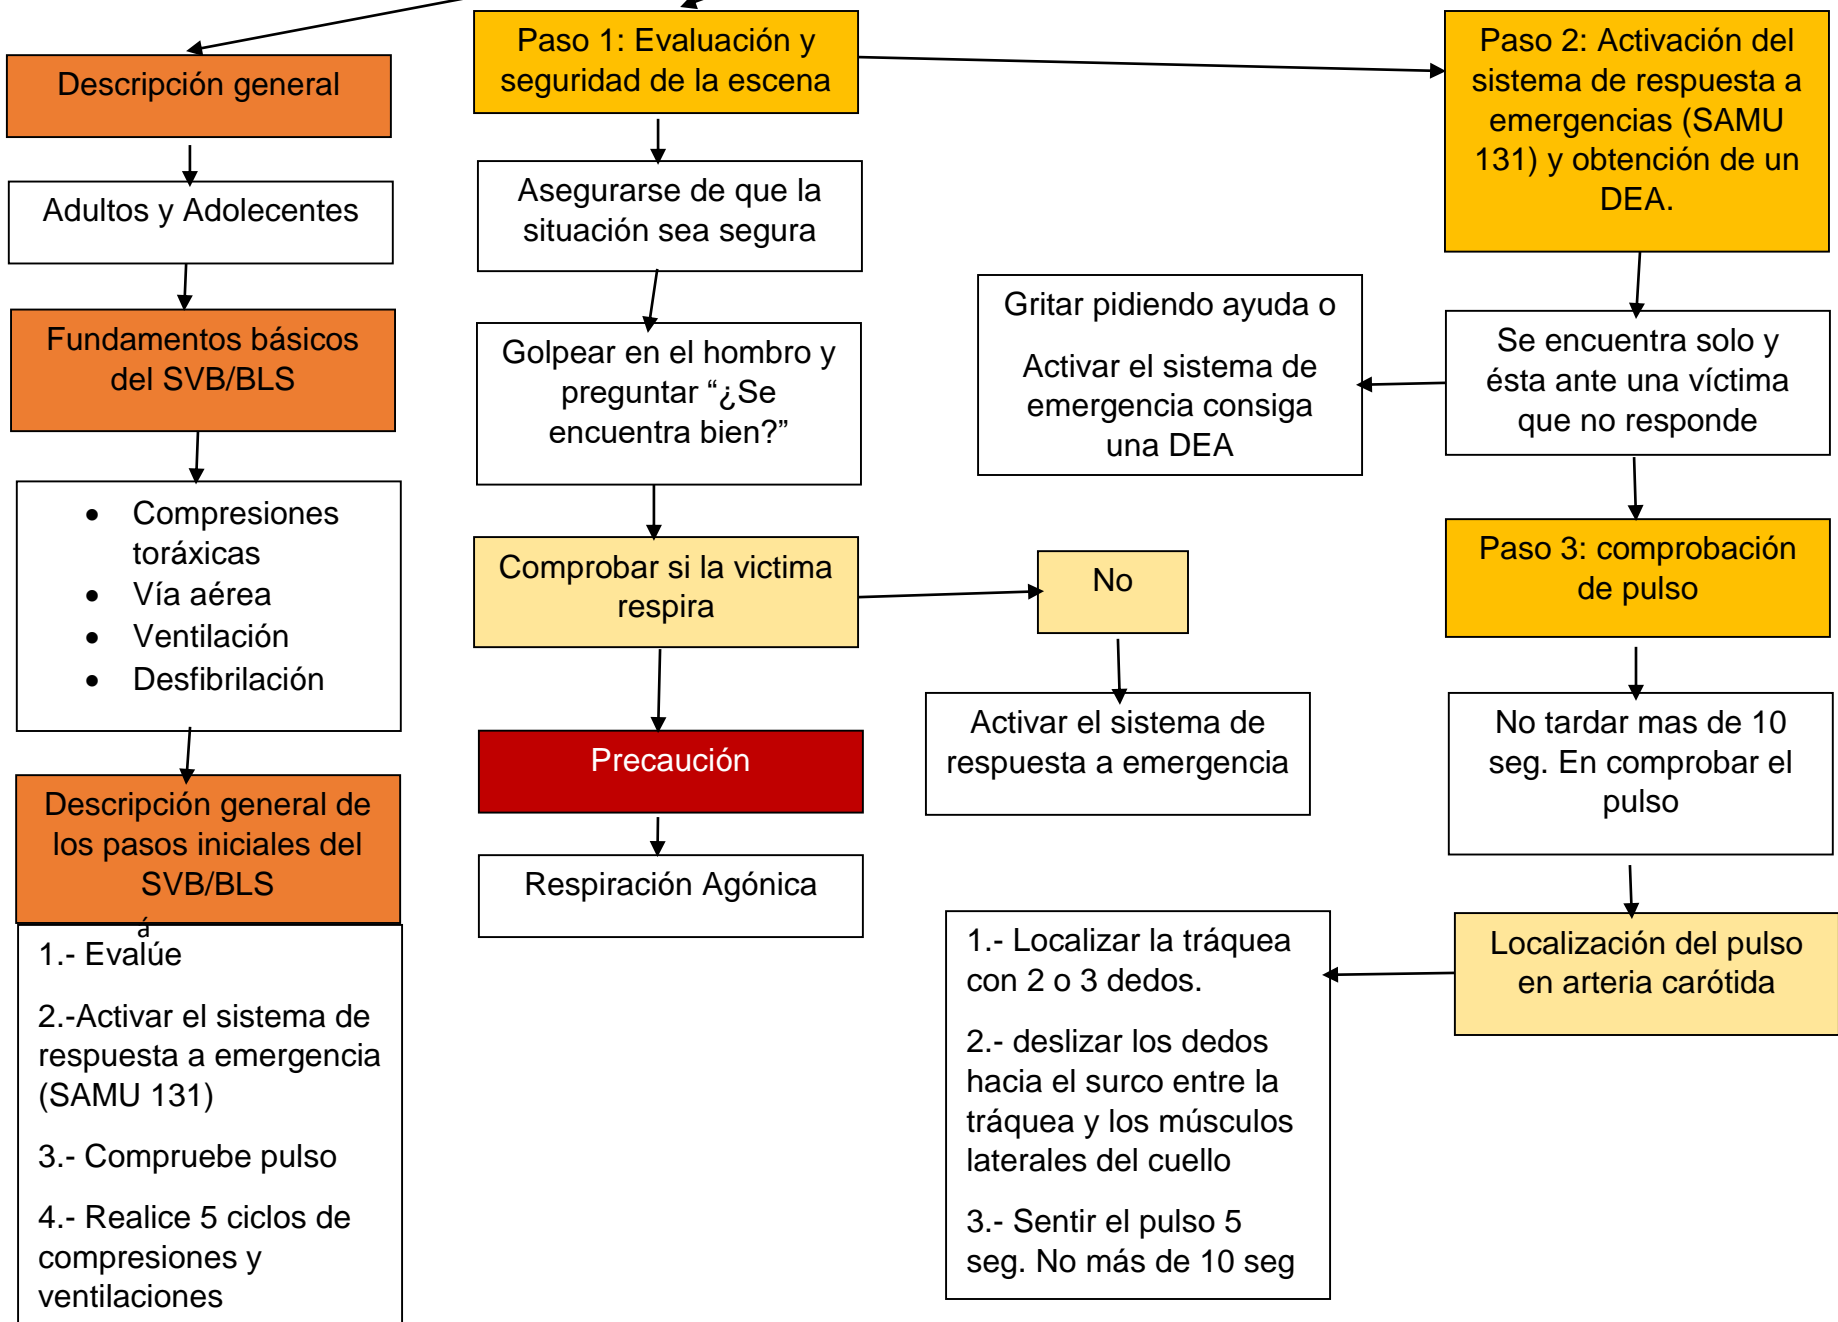 Descripción general
Adultos y Adolecentes
Fundamentos básicos
del SVB/BLS
• Compresiones
toráxicas
• Vía aérea
• Ventilación
• Desfibrilación
Descripción general de
los pasos iniciales del
SVB/BLS
á
1.- Evalúe
2.-Activar el sistema de
respuesta a emergencia
(SAMU 131)
3.- Compruebe pulso
4.- Realice 5 ciclos de
compresiones y
ventilaciones
Paso 1: Evaluación y
seguridad de la escena
Asegurarse de que la
situación sea segura
Golpear en el hombro y
preguntar “¿Se
encuentra bien?”
Comprobar si la victima
respira
No
Activar el sistema de
respuesta a emergencia
Precaución
Respiración Agónica
Paso 2: Activación del
sistema de respuesta a
emergencias (SAMU
131) y obtención de un
DEA.
Se encuentra solo y
ésta ante una víctima
que no responde
Gritar pidiendo ayuda o
Activar el sistema de
emergencia consiga
una DEA
Paso 3: comprobación
de pulso
No tardar mas de 10
seg. En comprobar el
pulso
Localización del pulso
en arteria carótida
1.- Localizar la tráquea
con 2 o 3 dedos.
2.- deslizar los dedos
hacia el surco entre la
tráquea y los músculos
laterales del cuello
3.- Sentir el pulso 5
seg. No más de 10 seg